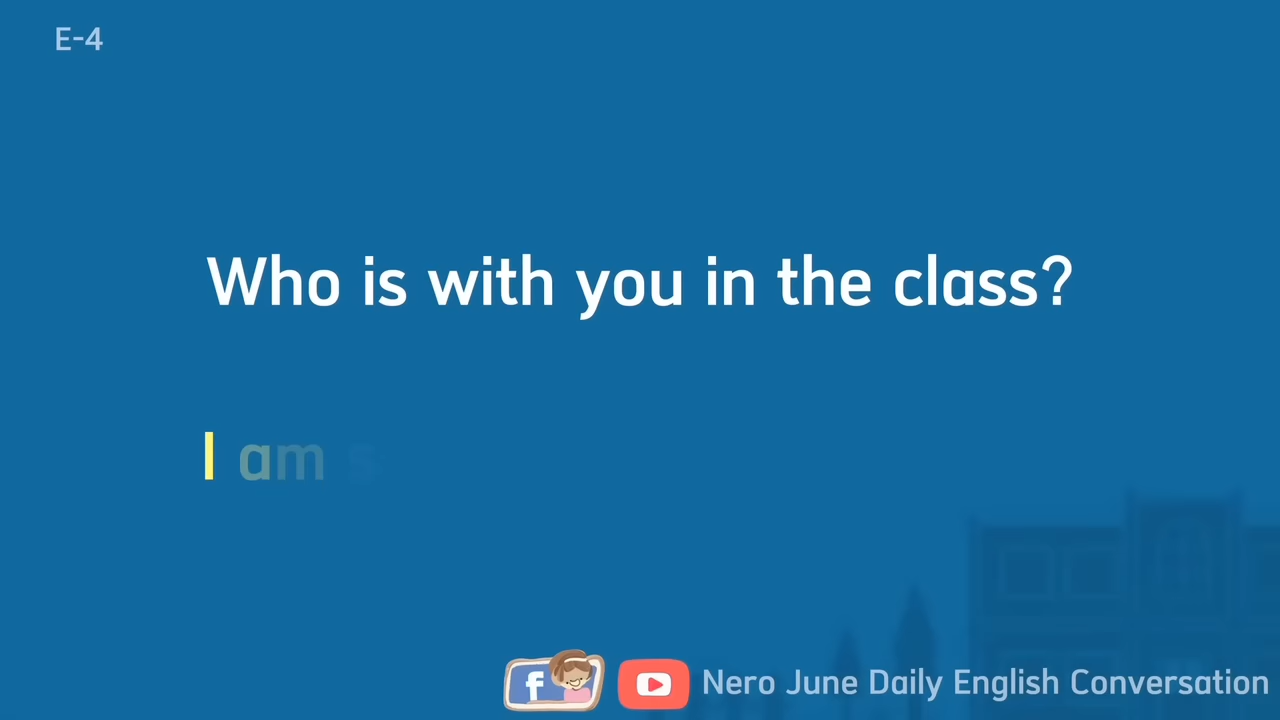 E-4
Who is with you in the class?
I am s
Nero June Daily English Conversation